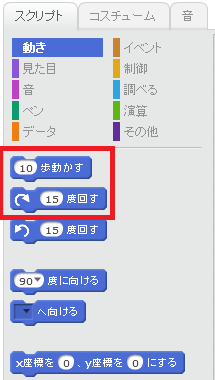 スクリプト コスチューム 音
動き イベント
見た目 制御
音 調べる
ペン 演算
データ その他
10 歩動かす
15 度回す
15 度回す
90 度に向ける
へ向ける
x座標を 0 、y座標を 0 にする